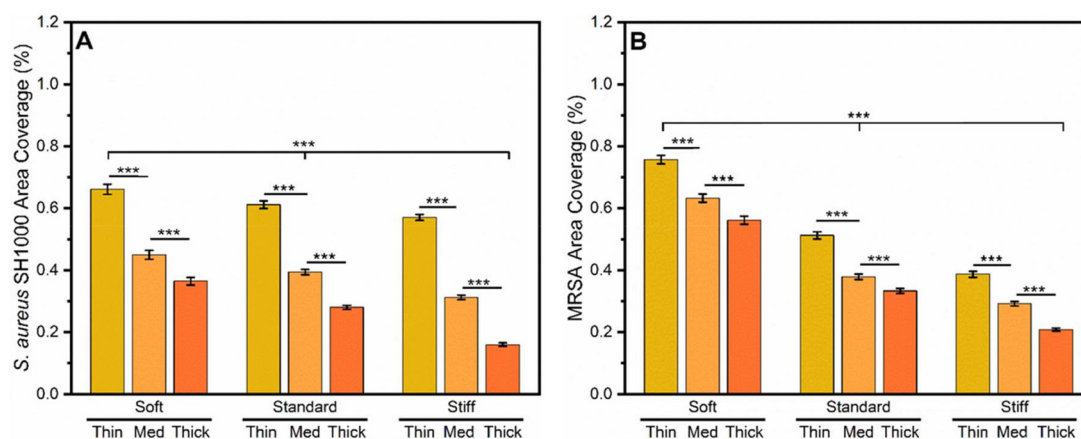 A
S. aureus SH1000 Area Coverage (%)
1.2
1.0
0.8
0.6
0.4
0.2
0.0
***
*** *** ***
*** *** ***
Soft Standard Stiff
Thin Med Thick Thin Med Thick Thin Med Thick
B
MRSA Area Coverage (%)
1.2
1.0
0.8
0.6
0.4
0.2
0.0
***
*** *** ***
*** *** ***
Soft Standard Stiff
Thin Med Thick Thin Med Thick Thin Med Thick